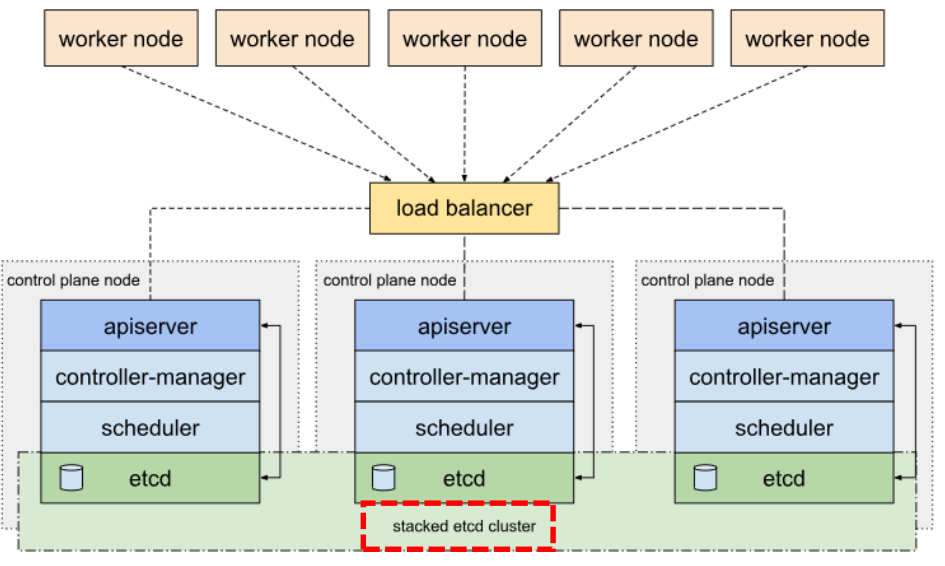 worker node
worker node
worker node
worker node
worker node
load balancer
control plane node
control plane node
control plane node
apiserver
apiserver
apiserver
controller-manager
controller-manager
controller-manager
scheduler
scheduler
scheduler
etcd
etcd
etcd
stacked etcd cluster